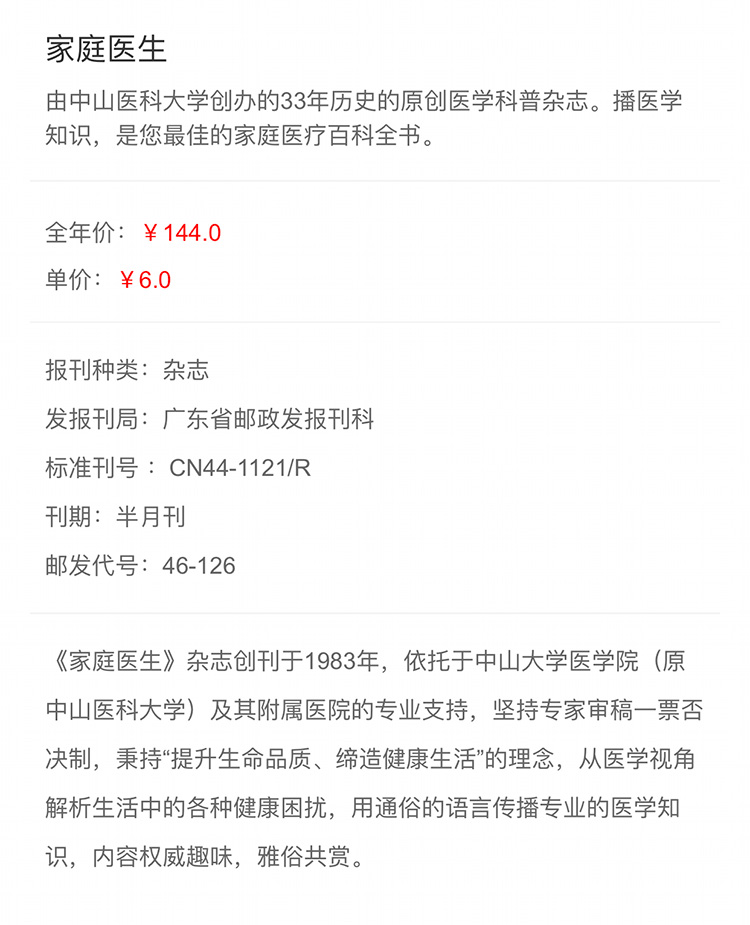 家庭医生
由中山医科大学创办的33年历史的原创医学科普杂志。播医学
知识，是您最佳的家庭医疗百科全书。
全年价：￥144.0
单价：￥6.0
报刊种类：杂志
发报刊局：广东省邮政发报刊科
标准刊号 ：CN44-1121/R
刊期：半月刊
邮发代号：46-126
《家庭医生》杂志创刊于1983年，依托于中山大学医学院（原
中山医科大学）及其附属医院的专业支持，坚持专家审稿一票否
决制，秉持“提升生命品质、缔造健康生活”的理念，从医学视角
解析生活中的各种健康困扰，用通俗的语言传播专业的医学知
识，内容权威趣味，雅俗共赏。